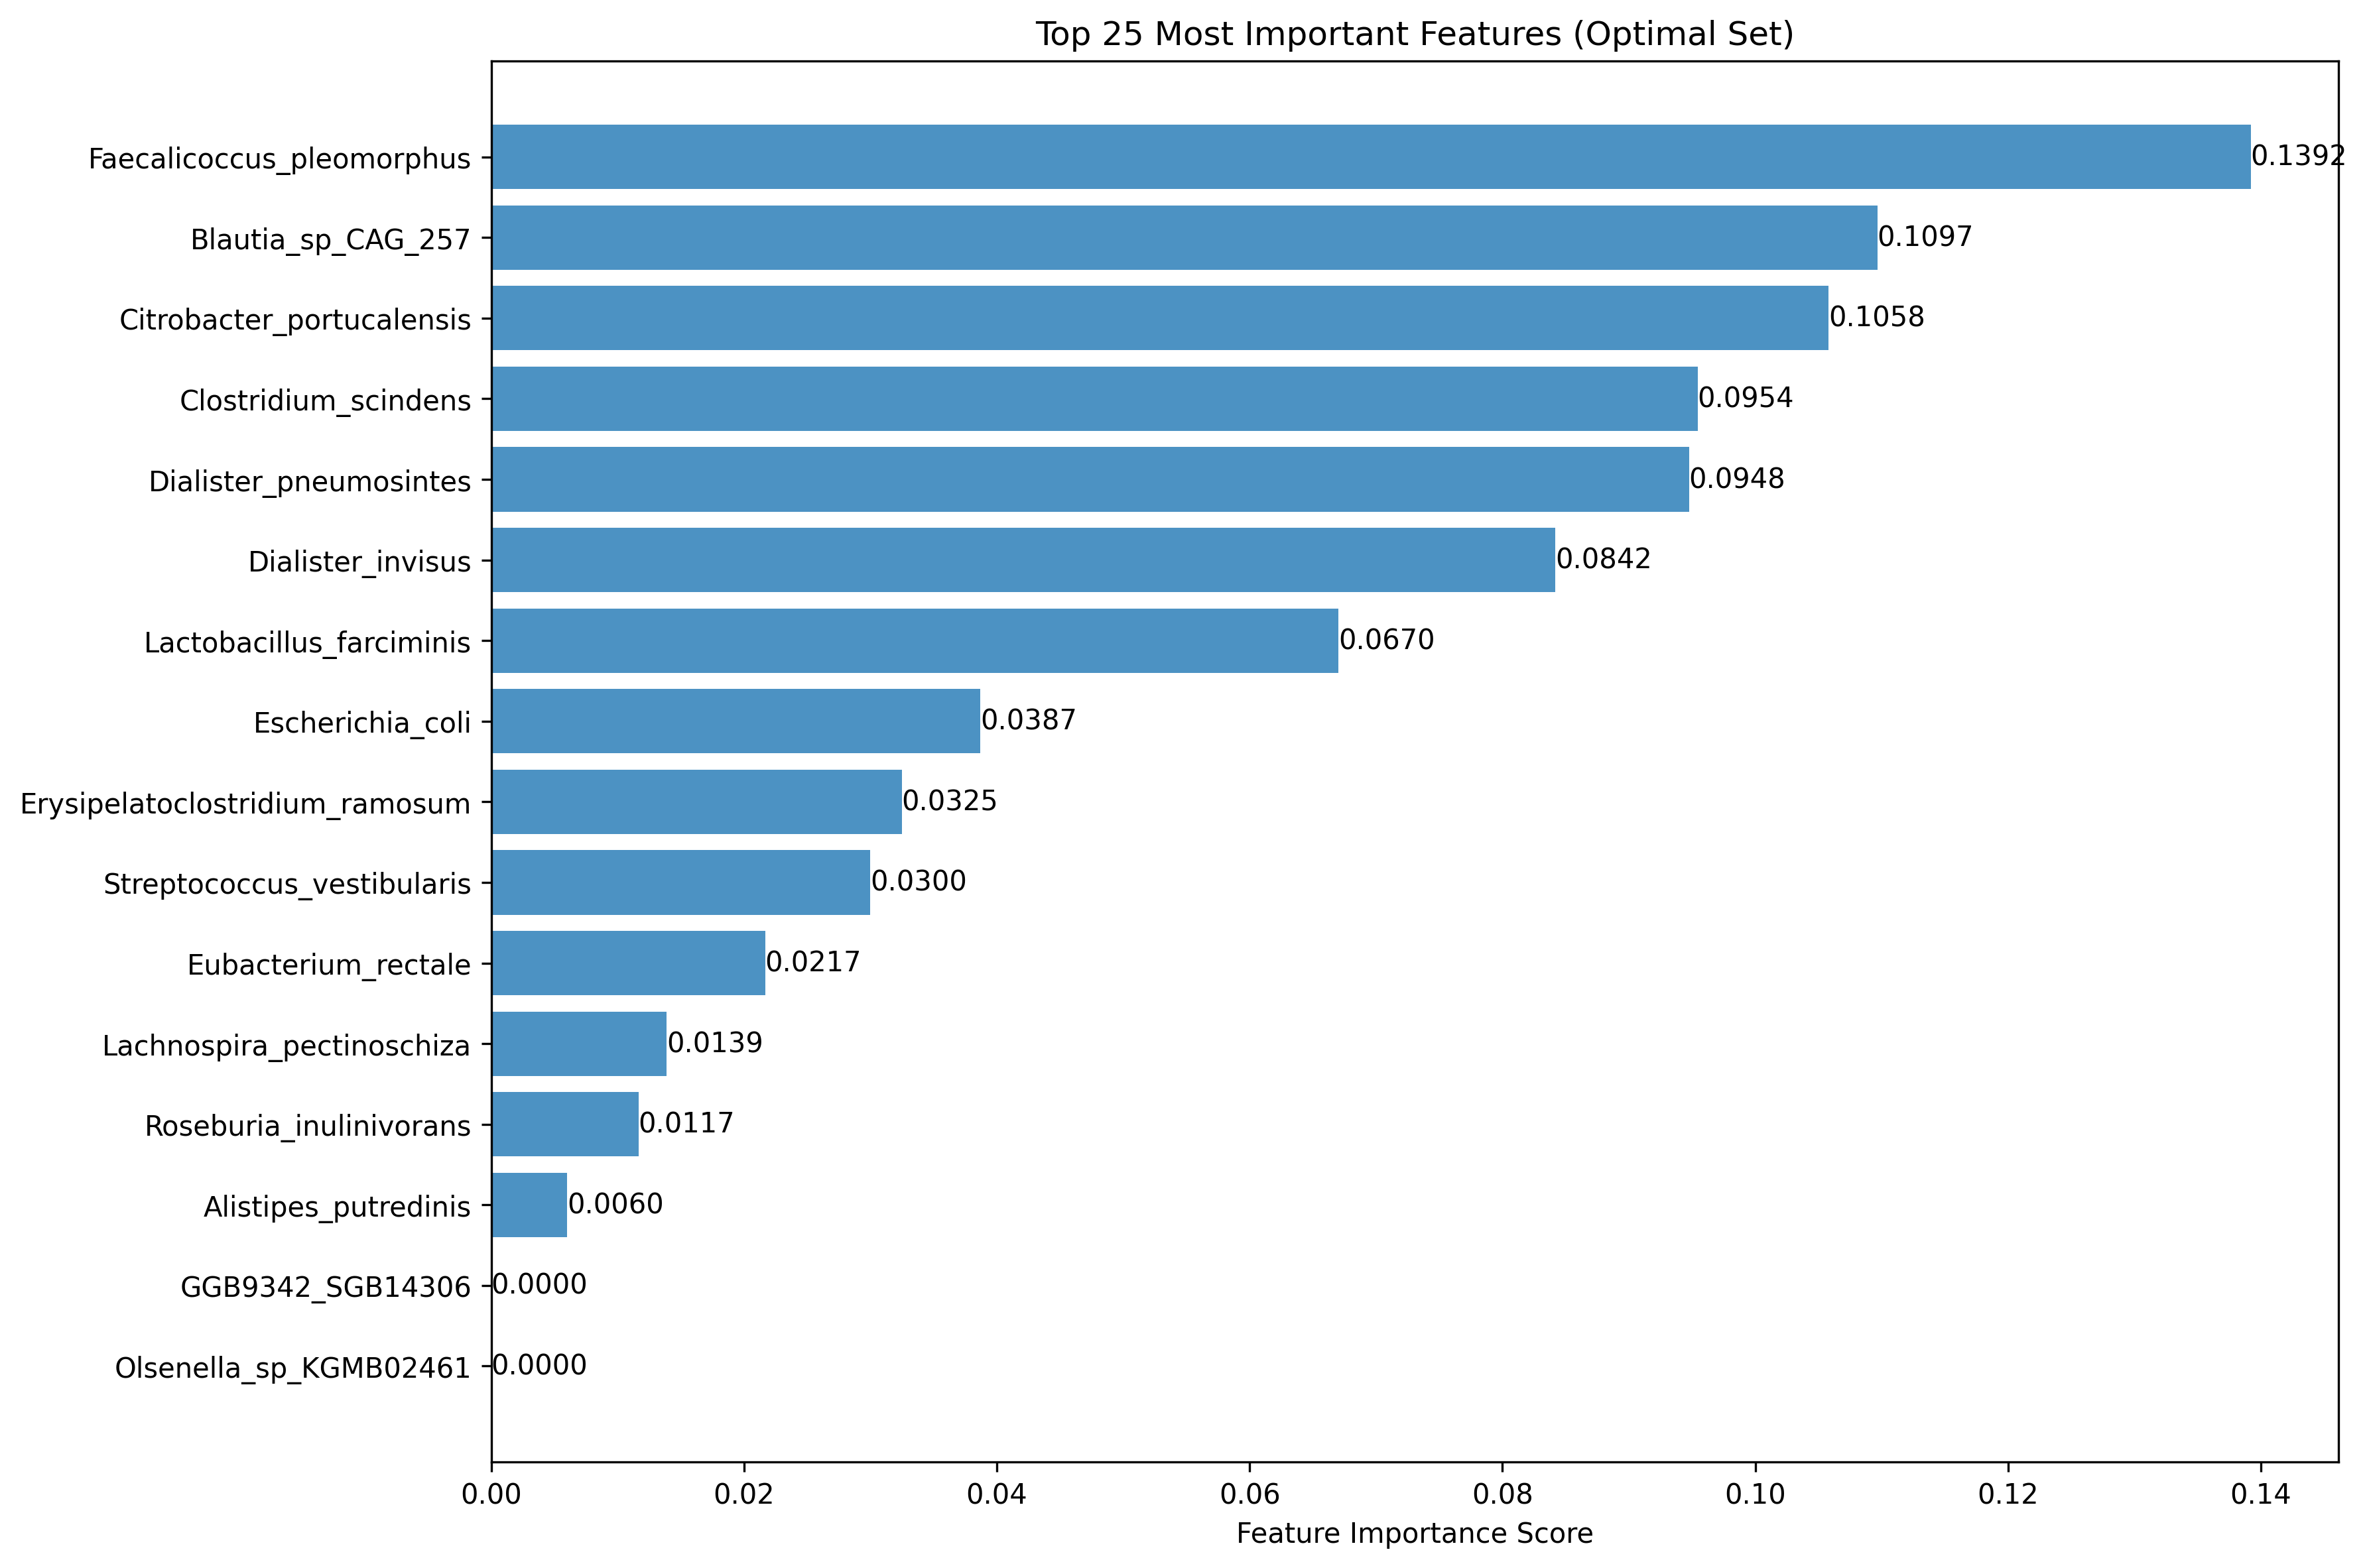 Top 25 Most Important Features (Optimal Set)
Faecalicoccus_pleomorphus 0.1392
Blautia_sp_CAG_257 0.1097
Citrobacter_portucalensis 0.1058
Clostridium_scindens 0.0954
Dialister_pneumosintes 0.0948
Dialister_invisus 0.0842
Lactobacillus_farciminis 0.0670
Escherichia_coli 0.0387
Erysipelatoclostridium_ramosum 0.0325
Streptococcus_vestibularis 0.0300
Eubacterium_rectale 0.0217
Lachnospira_pectinoschiza 0.0139
Roseburia_inulinivorans 0.0117
Alistipes_putredinis 0.0060
GGB9342_SGB14306 0.0000
Olsenella_sp_KGMB02461 0.0000
0.00 0.02 0.04 0.06 0.08 0.10 0.12 0.14
Feature Importance Score